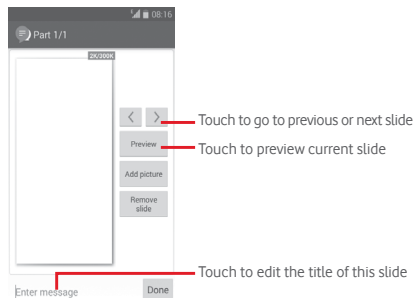 08:16
Part 1/1
2K/300K
Touch to go to previous or next slide
Preview
Touch to preview current slide
Add picture
Remove
slide
Touch to edit the title of this slide
Enter message
Done